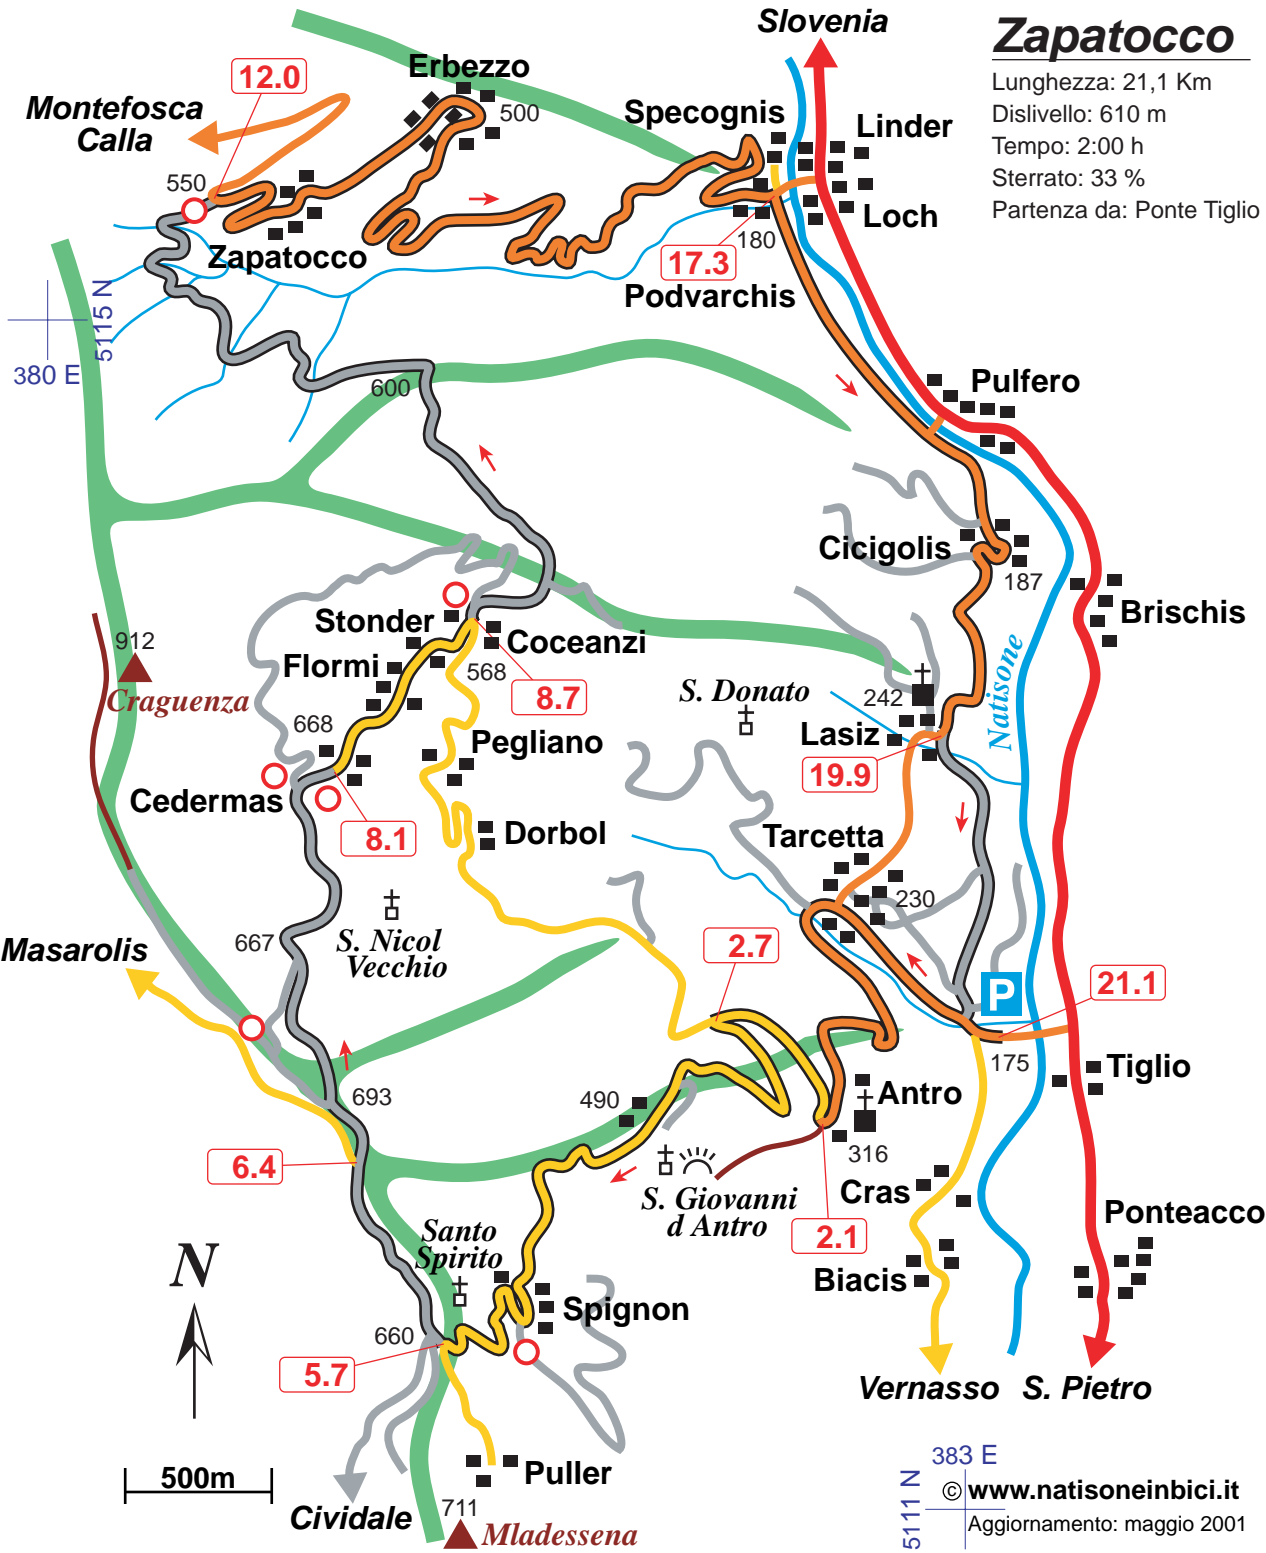 Slovenia
Zapatocco
Lunghezza: 21,1 Km
Dislivello: 610 m
Tempo: 2:00 h
Sterrato: 33 %
Partenza da: Ponte Tiglio
12.0
Erbezzo
500
Montefosca
Calla
Specognis
Linder
550
Loch
Zapatocco
180
17.3
Podvarchis
5115 N
380 E
600
Pulfero
Cicigolis
187
Brischis
Stonder
Coceanzi
Flormi
568
912
Craguenza
8.7
S. Donato
242
Natisone
668
Lasiz
Pegliano
19.9
Cedermas
8.1
Dorbol
Tarcetta
230
667
S. Nicol
Vecchio
Masarolis
2.7
P
21.1
175
Tiglio
693
490
Antro
316
6.4
S. Giovanni
d Antro
Cras
2.1
Ponteacco
Santo
Spirito
N
Biacis
Spignon
660
5.7
Vernasso
S. Pietro
500m
Puller
Cividale
711
Mladessena
383 E
5111 N
© www.natisoneinbici.it
Aggiornamento: maggio 2001